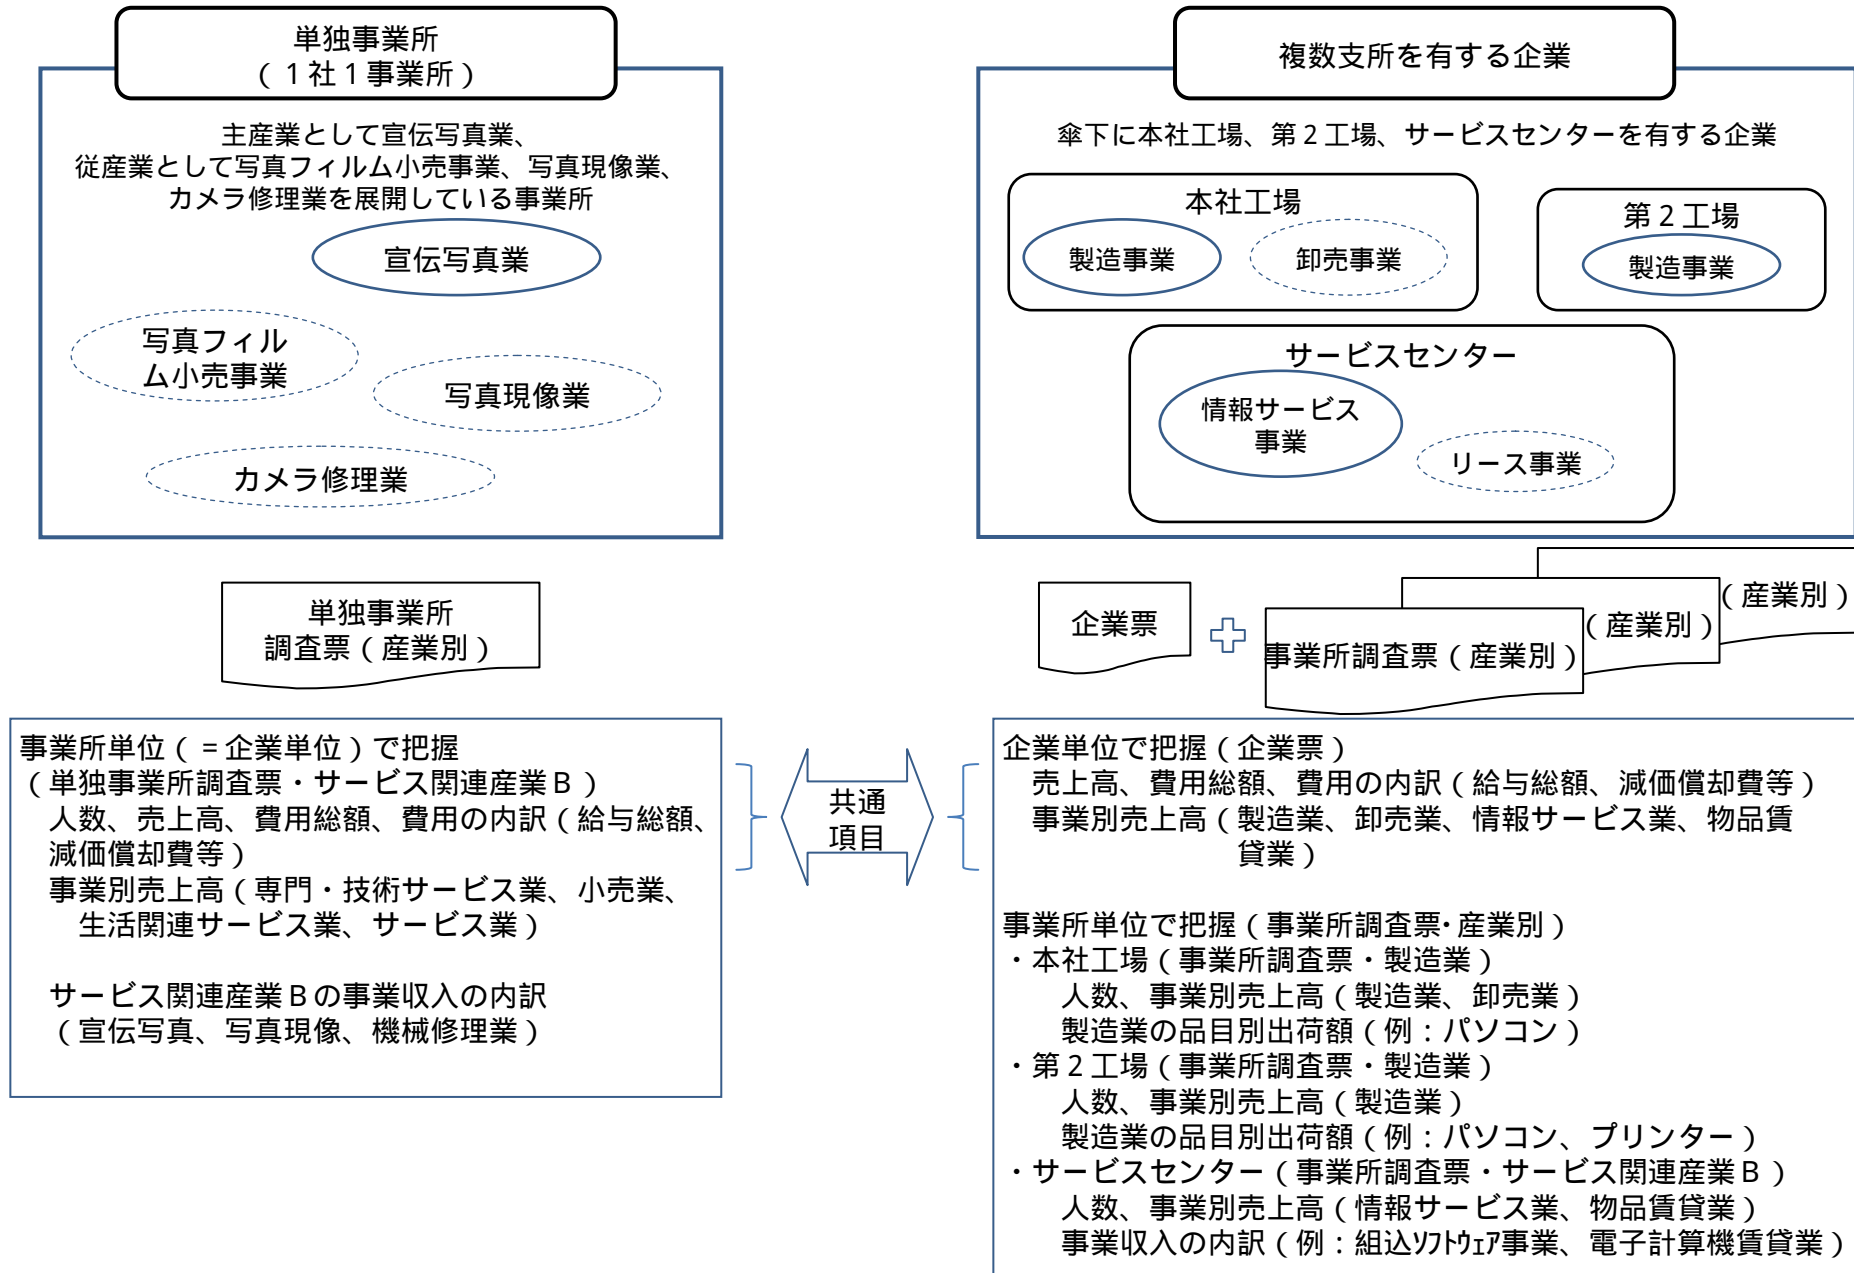 単独事業所
（１社１事業所）
主産業として宣伝写真業、
従産業として写真フィルム小売事業、写真現像業、
カメラ修理業を展開している事業所
宣伝写真業
写真フィル
ム小売事業
写真現像業
カメラ修理業
単独事業所
調査票（産業別）
事業所単位（＝企業単位）で把握
（単独事業所調査票・サービス関連産業Ｂ）
人数、売上高、費用総額、費用の内訳（給与総額、
減価償却費等）
事業別売上高（専門・技術サービス業、小売業、
生活関連サービス業、サービス業）
サービス関連産業Ｂの事業収入の内訳
（宣伝写真、写真現像、機械修理業）
共通
項目
複数支所を有する企業
傘下に本社工場、第２工場、サービスセンターを有する企業
本社工場
製造事業
卸売事業
第２工場
製造事業
サービスセンター
情報サービス
事業
リース事業
企業票
事業所調査票（産業別）
（産業別）
（産業別）
企業単位で把握（企業票）
売上高、費用総額、費用の内訳（給与総額、減価償却費等）
事業別売上高（製造業、卸売業、情報サービス業、物品賃
貸業）
事業所単位で把握（事業所調査票・産業別）
・本社工場（事業所調査票・製造業）
人数、事業別売上高（製造業、卸売業）
製造業の品目別出荷額（例：パソコン）
・第２工場（事業所調査票・製造業）
人数、事業別売上高（製造業）
製造業の品目別出荷額（例：パソコン、プリンター）
・サービスセンター（事業所調査票・サービス関連産業Ｂ）
人数、事業別売上高（情報サービス業、物品賃貸業）
事業収入の内訳（例：組込ｿﾌﾄｳｪｱ事業、電子計算機賃貸業）